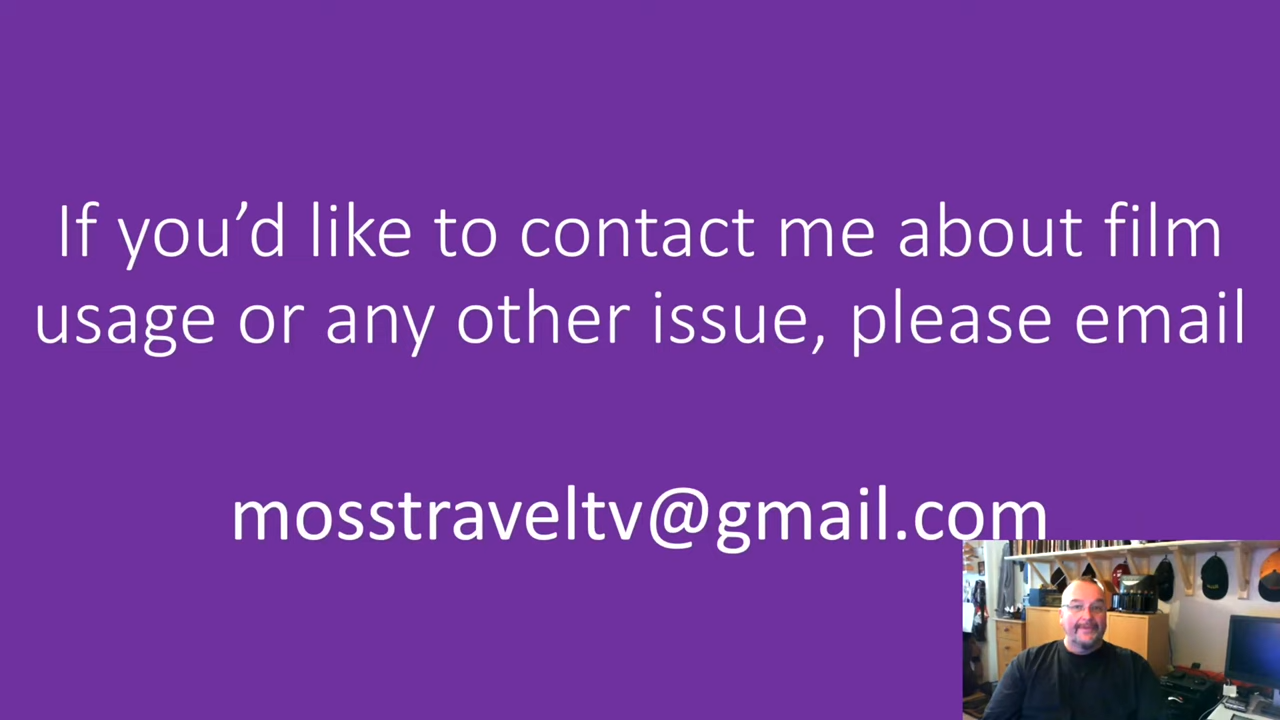 If you’d like to contact me about film
usage or any other issue, please email
mosstraveltv@gmail.com